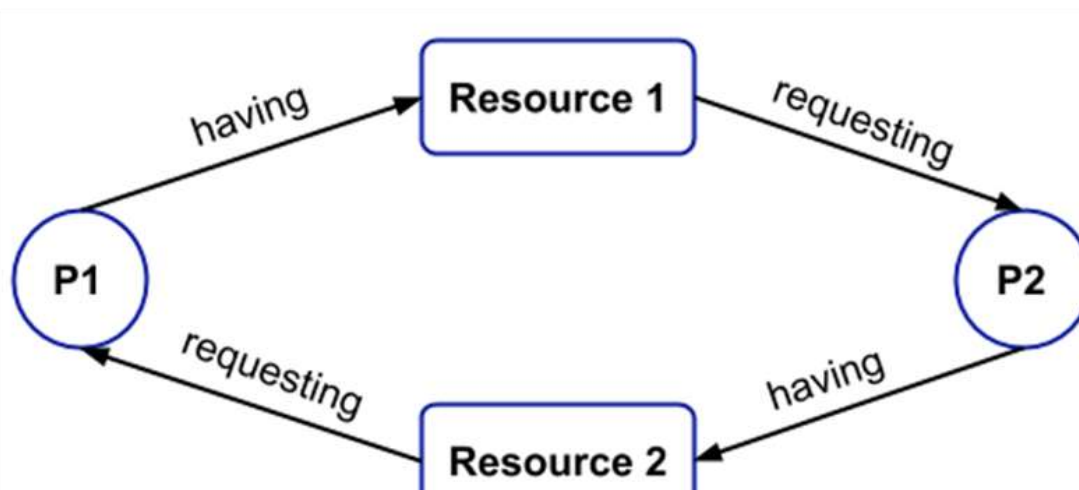 having
Resource 1
requesting
P1
P2
requesting
having
Resource 2